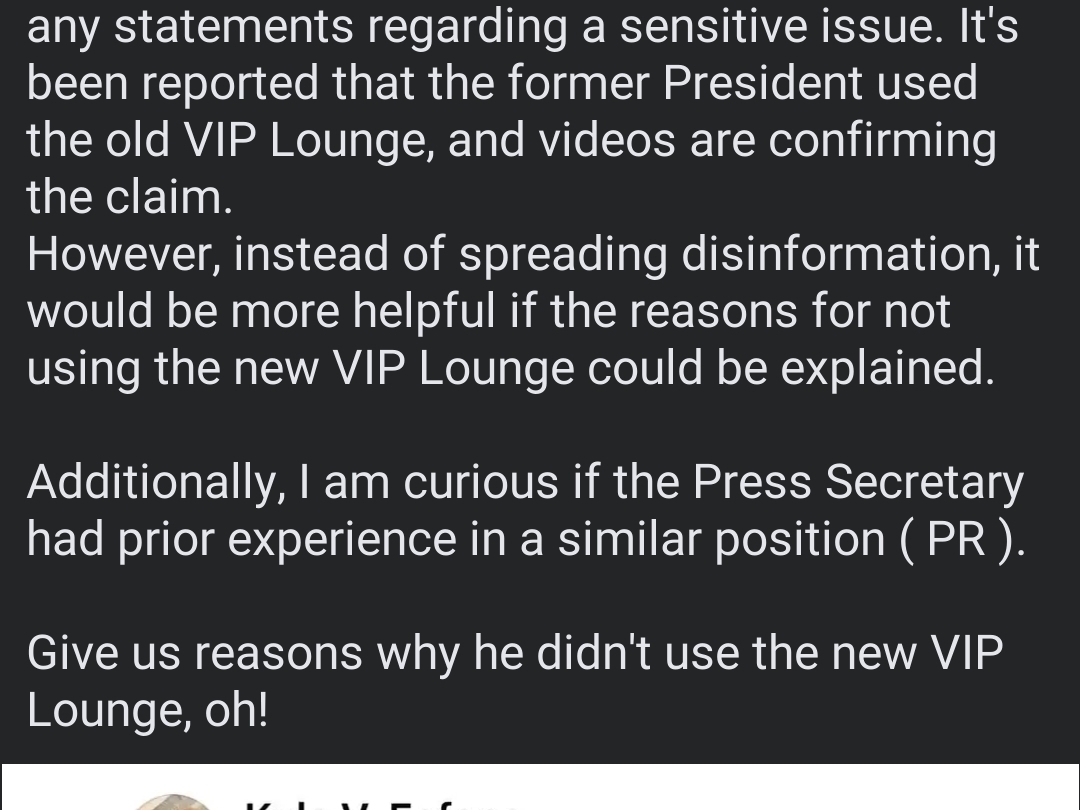 any statements regarding a sensitive issue. It's
been reported that the former President used
the old VIP Lounge, and videos are confirming
the claim.
However, instead of spreading disinformation, it
would be more helpful if the reasons for not
using the new VIP Lounge could be explained.
Additionally, I am curious if the Press Secretary
had prior experience in a similar position ( PR ).
Give us reasons why he didn't use the new VIP
Lounge, oh!